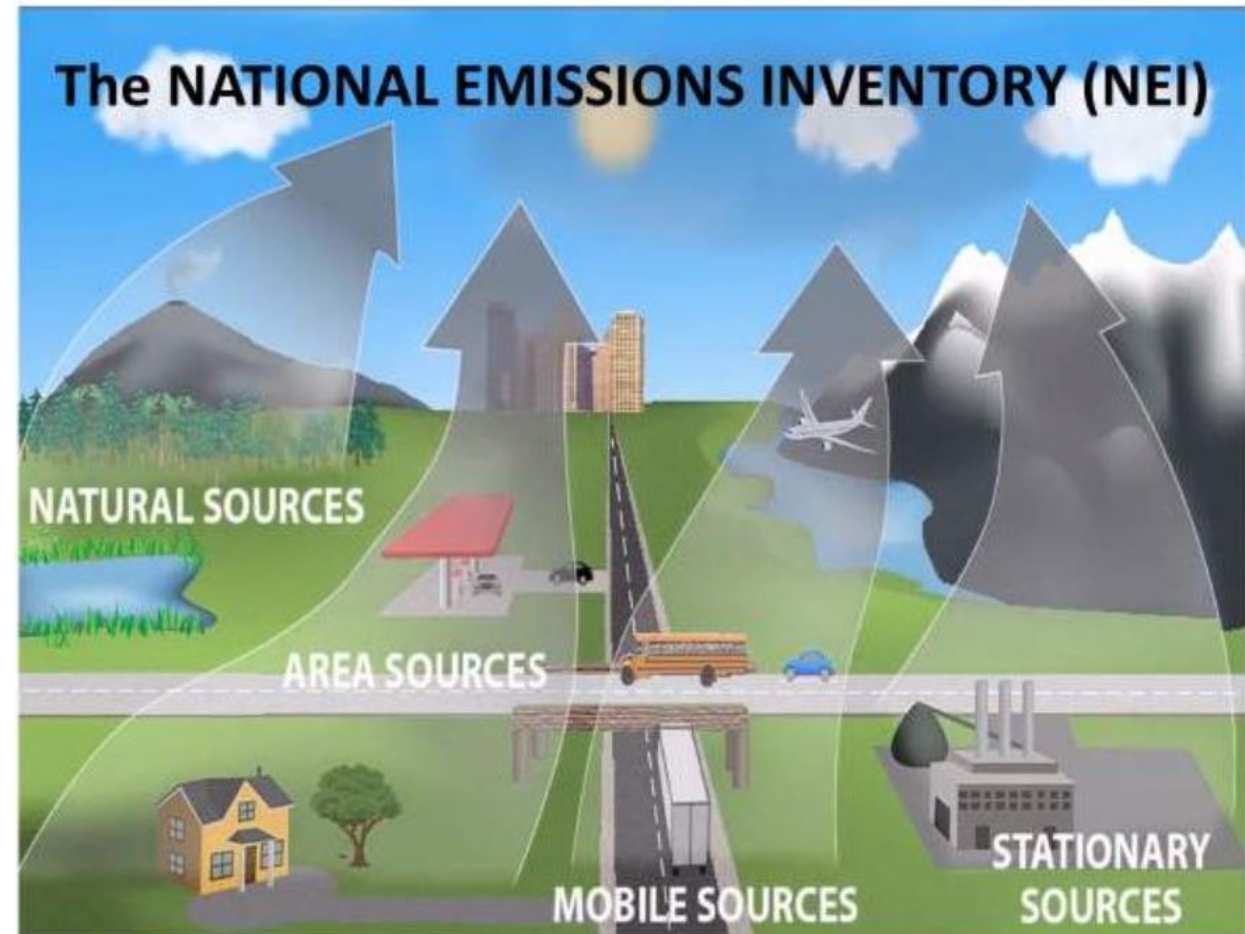 The NATIONAL EMISSIONS INVENTORY (NEI)
NATURAL SOURCES
AREA SOURCES
MOBILE SOURCES
STATIONARY
SOURCES